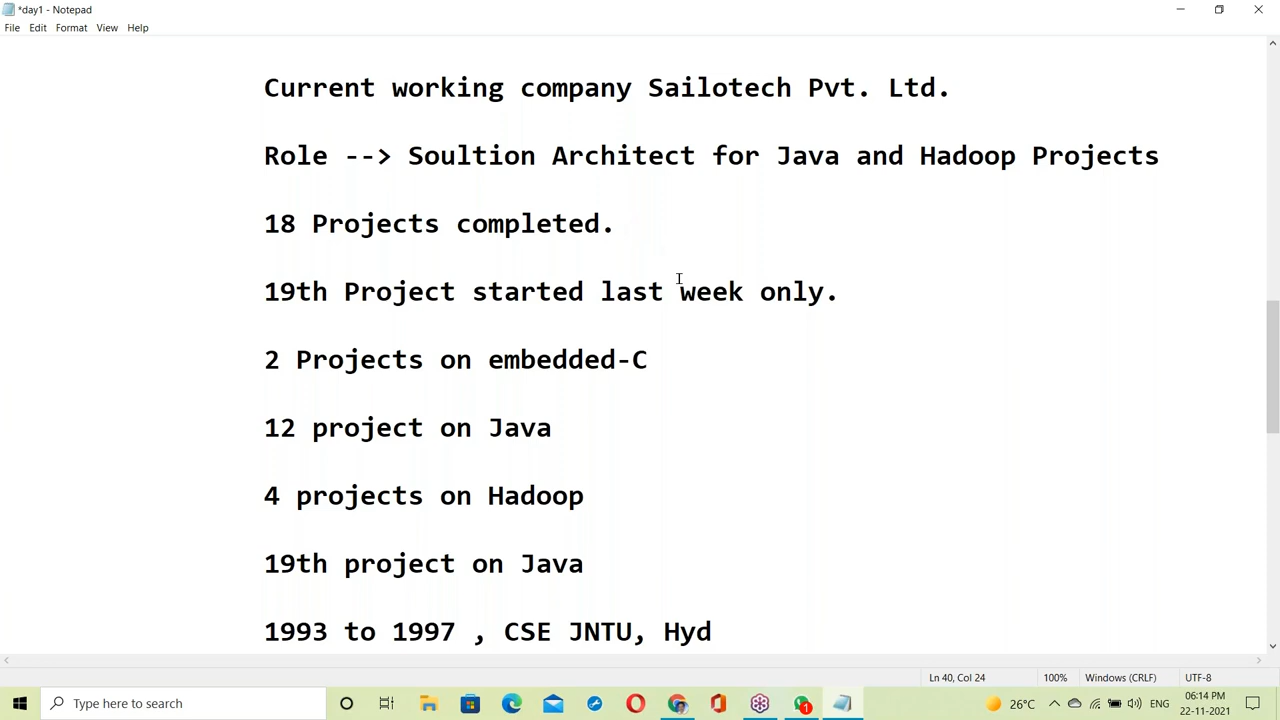 *day1 - Notepad
File Edit Format View Help
Current working company Sailotech Pvt. Ltd.
Role --> Soultion Architect for Java and Hadoop Projects
18 Projects completed.
19th Project started last week only.
2 Projects on embedded-C
12 project on Java
4 projects on Hadoop
19th project on Java
1993 to 1997 , CSE JNTU, Hyd
Ln 40, Col 24 100% Windows (CRLF) UTF-8
Type here to search
1
26°C
ENG
06:14 PM
22-11-2021